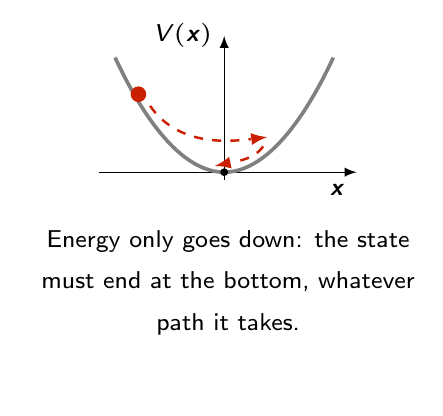 V(x)
x
Energy only goes down: the state
must end at the bottom, whatever
path it takes.